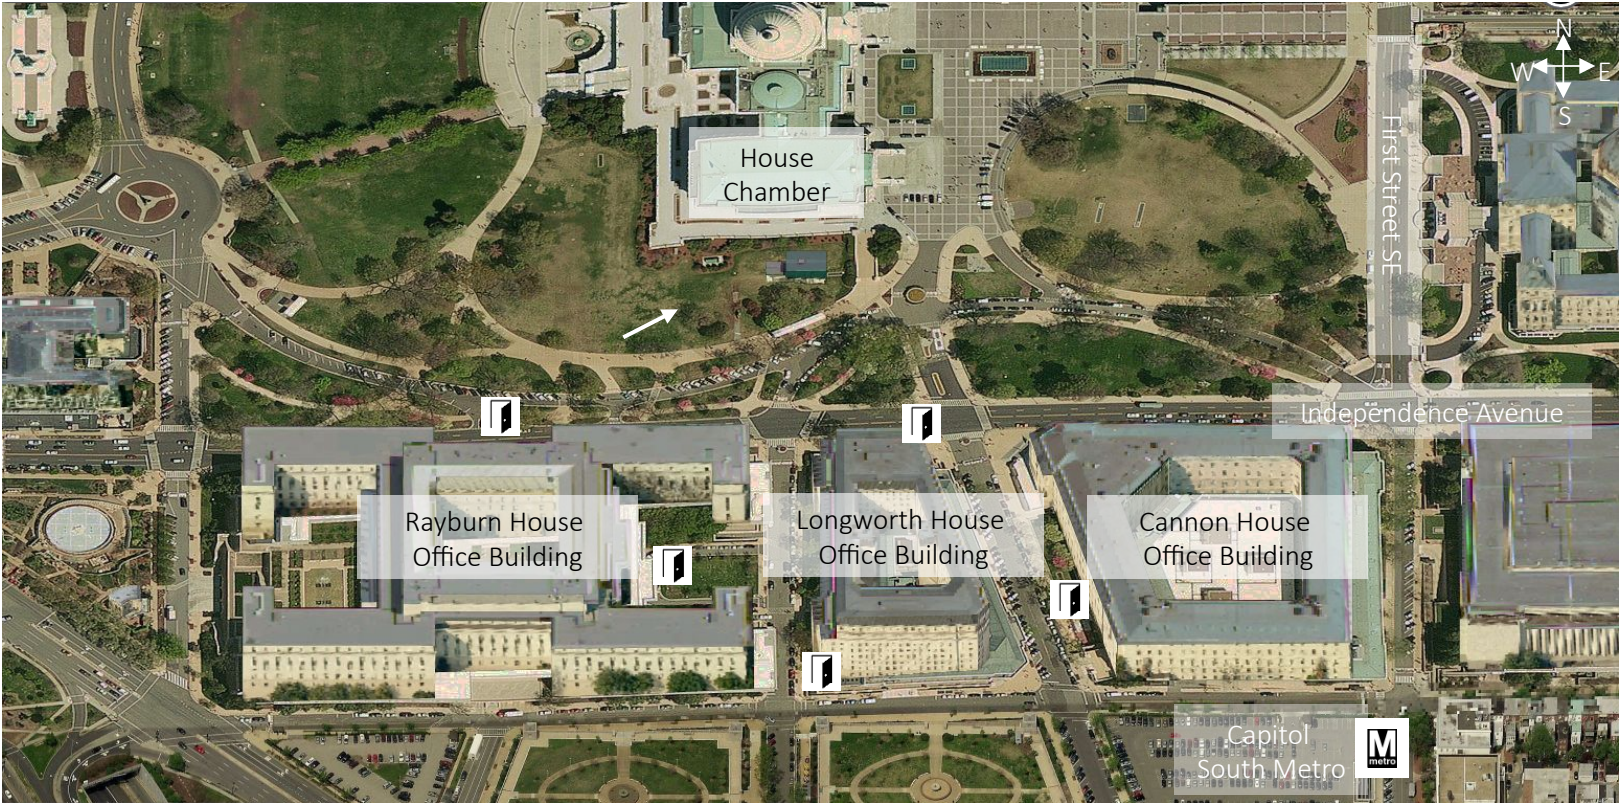 N
W E
S
House
Chamber
First Street SE
Independence Avenue
Rayburn House
Office Building
Longworth House
Office Building
Cannon House
Office Building
Capitol
South Metro
M
metro